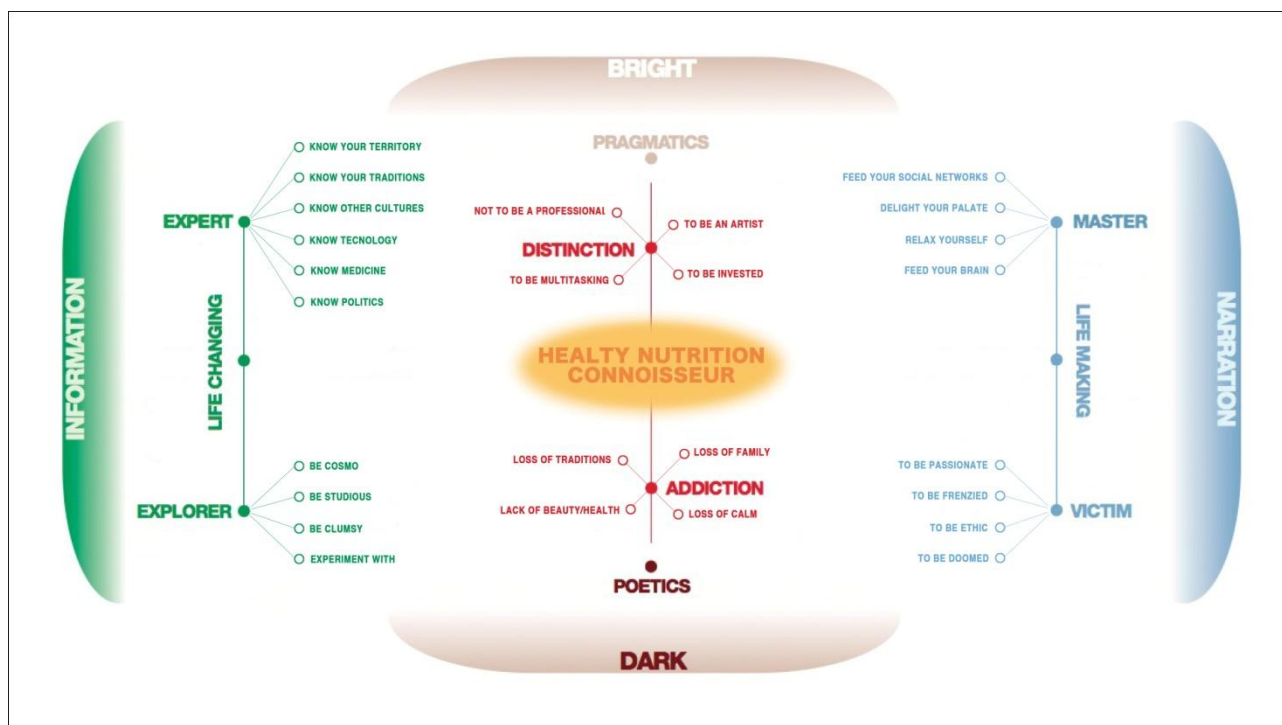 BRIGHT
PRAGMATICS
INFORMATION
EXPERT
KNOW YOUR TERRITORY
KNOW YOUR TRADITIONS
KNOW OTHER CULTURES
KNOW TECNOLOGY
KNOW MEDICINE
KNOW POLITICS
LIFE CHANGING
EXPLORER
BE COSMO
BE STUDIOUS
BE CLUMSY
EXPERIMENT WITH
NOT TO BE A PROFESSIONAL
TO BE AN ARTIST
DISTINCTION
TO BE MULTITASKING
TO BE INVESTED
HEALTY NUTRITION
CONNOISSEUR
LOSS OF TRADITIONS
LOSS OF FAMILY
ADDICTION
LACK OF BEAUTY/HEALTH
LOSS OF CALM
POETICS
DARK
FEED YOUR SOCIAL NETWORKS
DELIGHT YOUR PALATE
RELAX YOURSELF
FEED YOUR BRAIN
MASTER
LIFE MAKING
TO BE PASSIONATE
TO BE FRENZIED
TO BE ETHIC
TO BE DOOMED
VICTIM
NARRATION